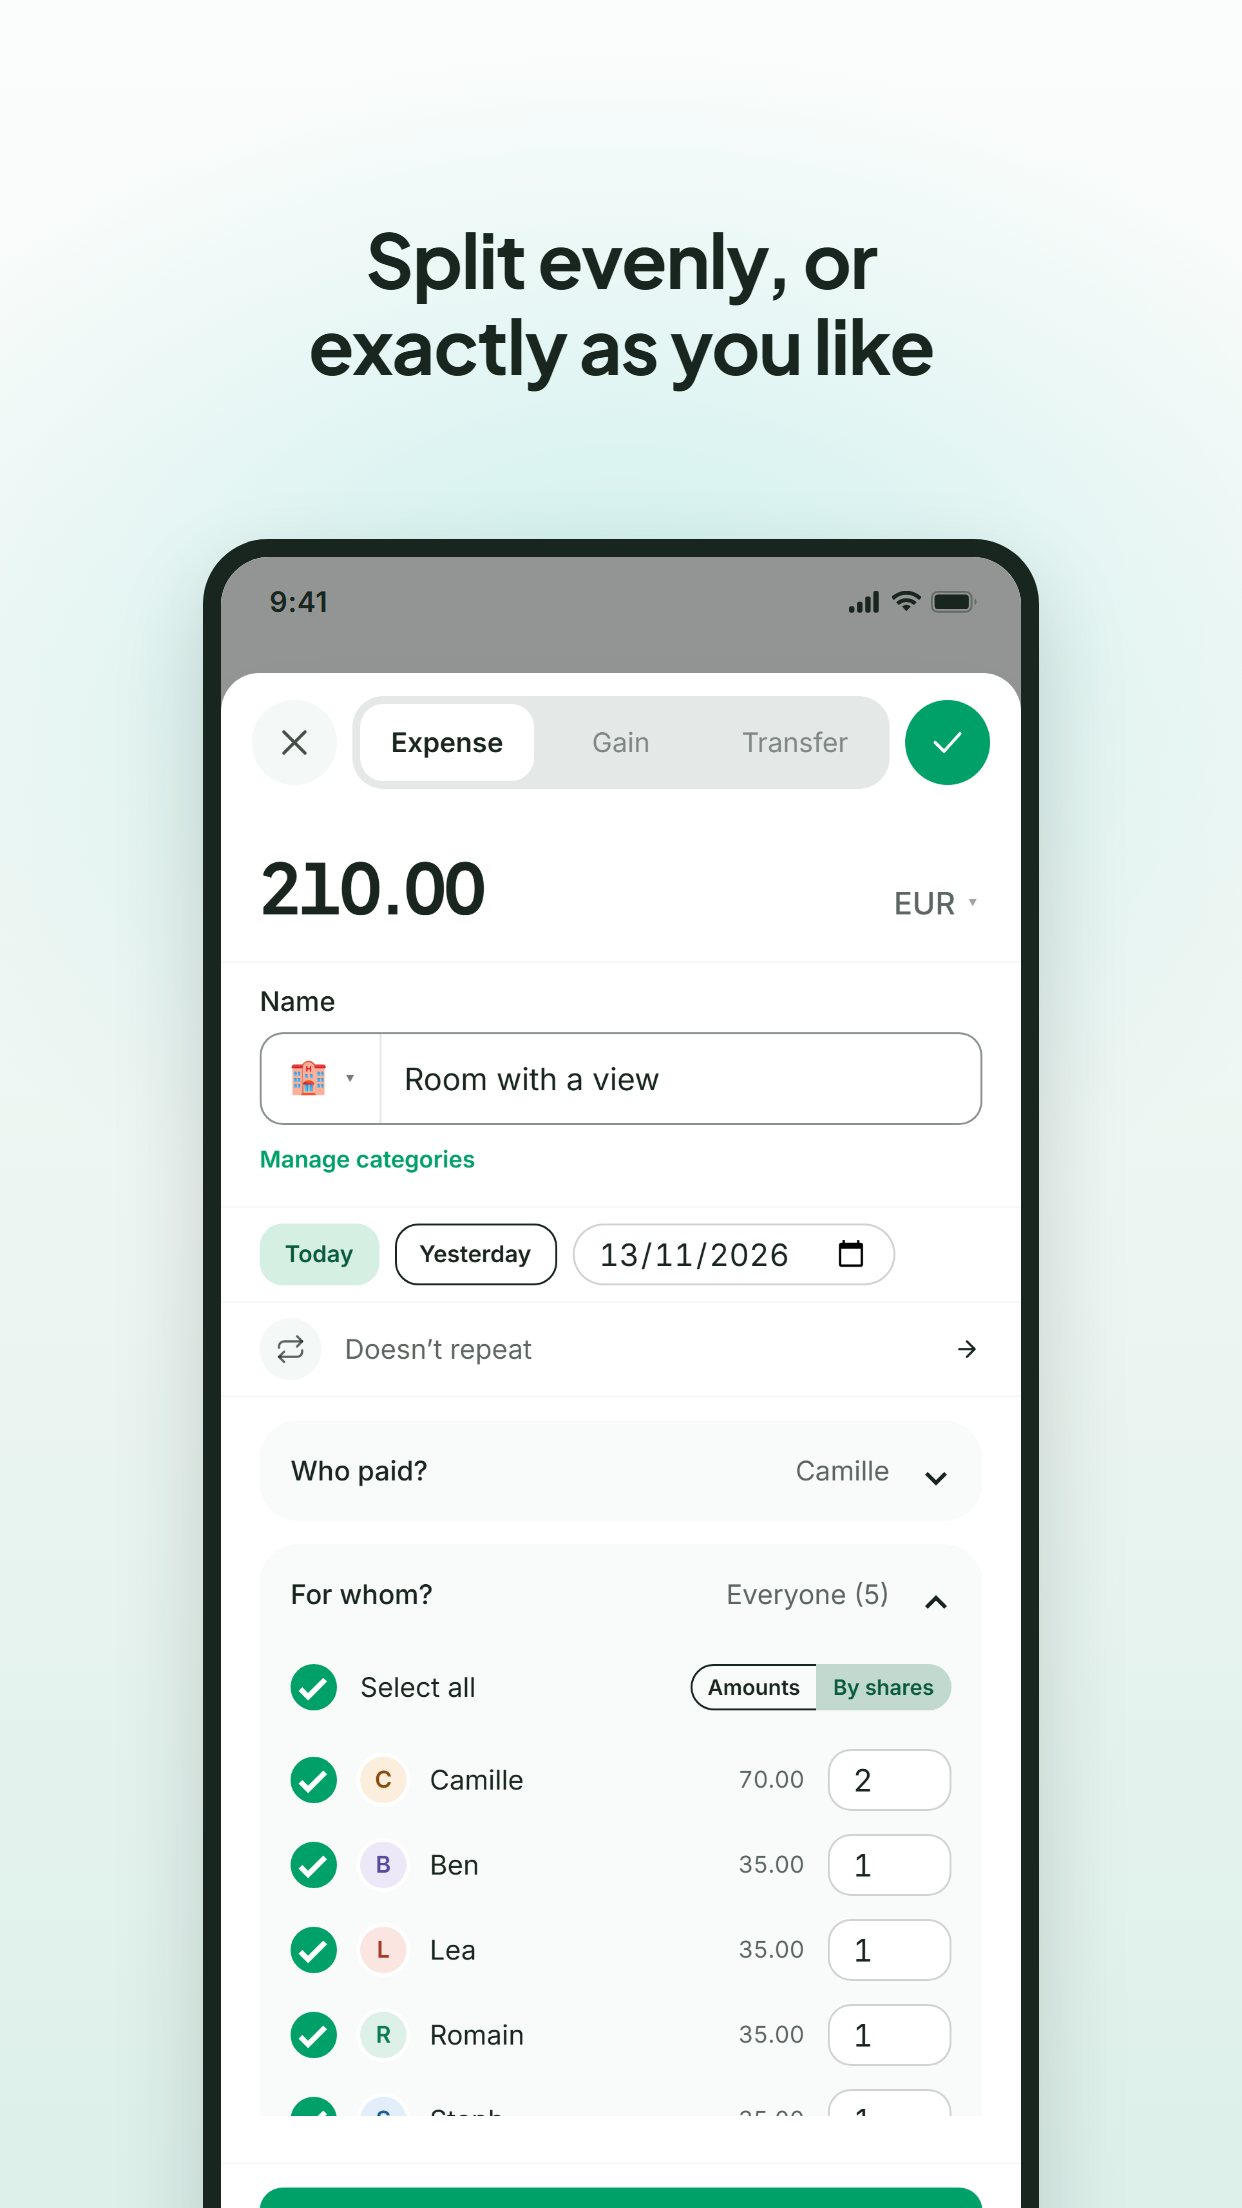 Split evenly, or
exactly as you like
9:41
Expense Gain Transfer
210.00 EUR
Name
Room with a view
Manage categories
Today Yesterday 13/11/2026
Doesn’t repeat
Who paid? Camille
For whom? Everyone (5)
Select all Amounts By shares
C Camille 70.00 2
B Ben 35.00 1
L Lea 35.00 1
R Romain 35.00 1